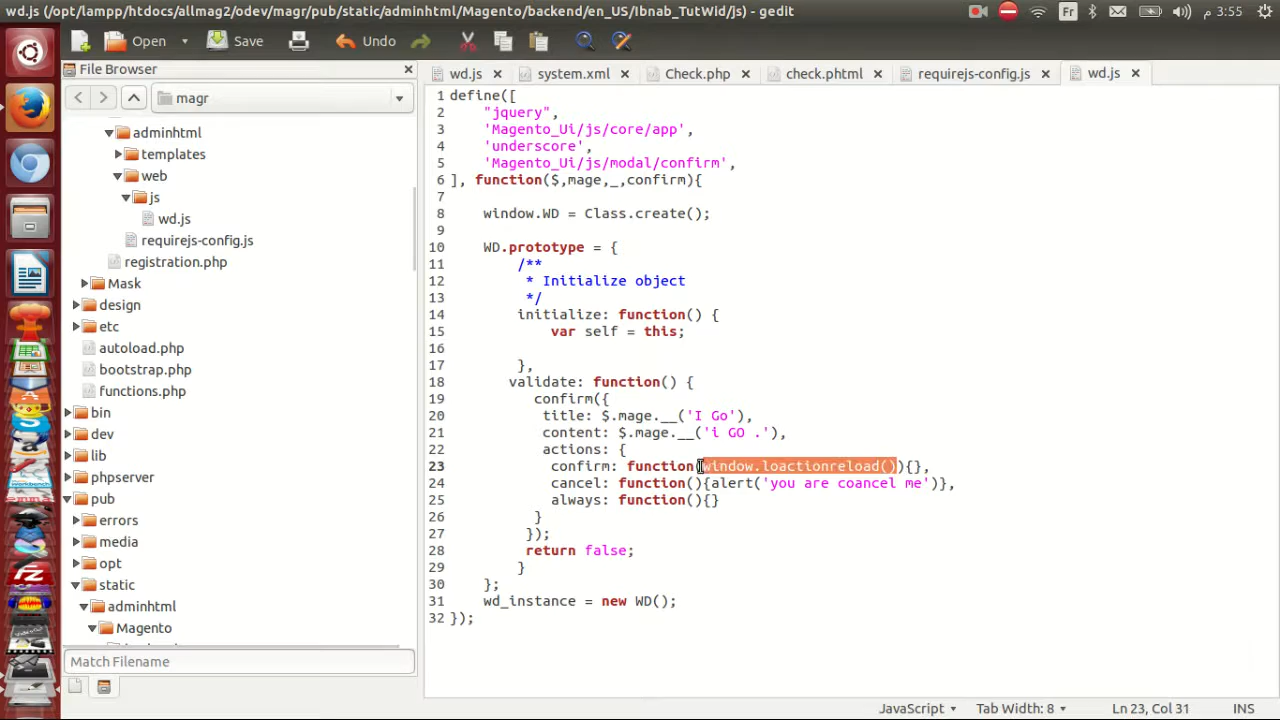 wd.js (/opt/lampp/htdocs/allmag2/odev/magr/pub/static/adminhtml/Magento/backend/en_US/Ibnab_TutWid/js) - gedit
Fr
3:55
Open
Save
Undo
File Browser
magr
adminhtml
templates
web
js
wd.js
requirejs-config.js
registration.php
Mask
design
etc
autoload.php
bootstrap.php
functions.php
bin
dev
lib
phpserver
pub
errors
media
opt
static
adminhtml
Magento
Match Filename
wd.js
system.xml
Check.php
check.phtml
requirejs-config.js
wd.js
1 define([
2 "jquery",
3 'Magento_Ui/js/core/app',
4 'underscore',
5 'Magento_Ui/js/modal/confirm',
6 ], function($,mage,_,confirm){
7
8 window.WD = Class.create();
9
10 WD.prototype = {
11 /**
12 * Initialize object
13 */
14 initialize: function() {
15 var self = this;
16
17 },
18 validate: function() {
19 confirm({
20 title: $.mage.__('I Go'),
21 content: $.mage.__('i GO .'),
22 actions: {
23 confirm: function(window.loactionreload()){},
24 cancel: function(){alert('you are coancel me')},
25 always: function(){}
26 }
27 });
28 return false;
29 }
30 };
31 wd_instance = new WD();
32 });
JavaScript
Tab Width: 8
Ln 23, Col 31
INS